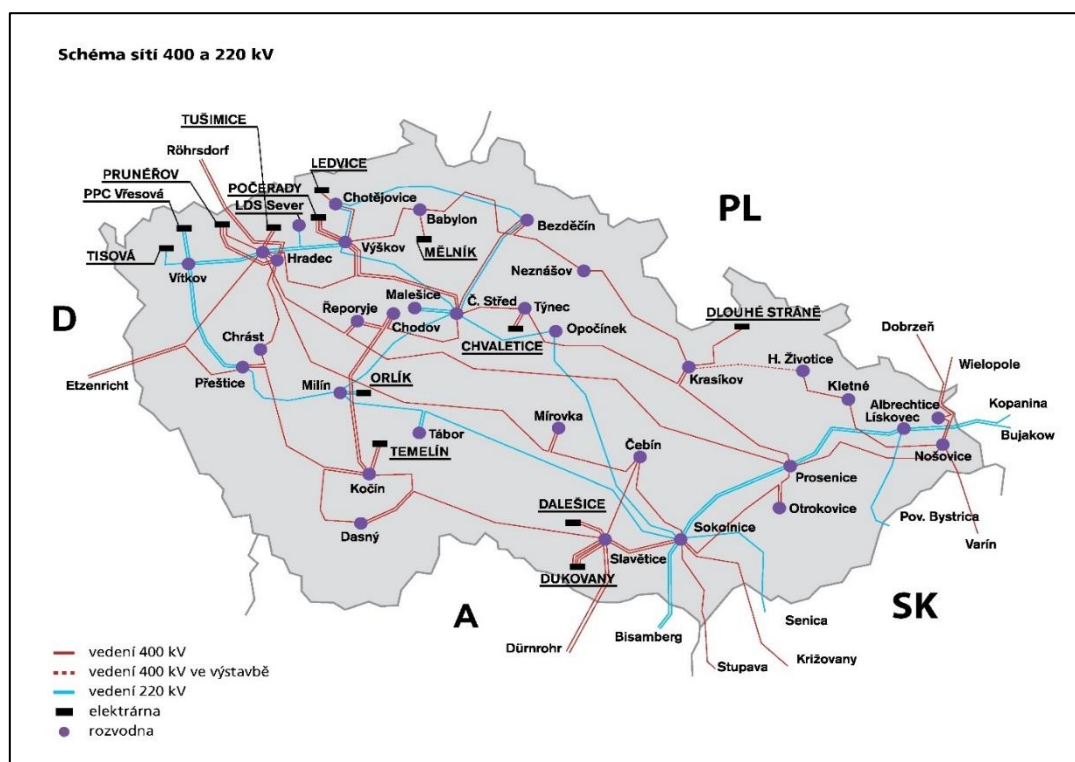 Schéma sítí 400 a 220 kV
TUŠIMICE
Röhrsdorf
PRUNÉŘOV
PPC Vřesová
LEDVICE
POČERADY
LDS Sever
Chotějovice
TISOVÁ
Vítkov
Hradec
Výškov
Babylon
MĚLNÍK
Bezděčín
PL
Neznášov
D
Malešice
Řeporyje
Chodov
Č. Střed
Týnec
Opočínek
CHVALETICE
DLOUHÉ STRÁNĚ
Dobrzeń
Wielopole
Chrást
Etzenricht
Přeštice
Milín
ORLÍK
Krasíkov
H. Životice
Kletné
Albrechtice
Lískovec
Kopanina
Bujakow
Nošovice
Mírovka
Tábor
Čebín
TEMELÍN
Kočín
Prosenice
Otrokovice
Dasný
DALEŠICE
Sokolnice
Slavětice
DUKOVANY
Pov. Bystrica
Varín
A
SK
Dürnrohr
Bisamberg
Senica
Stupava
Križovany
vedení 400 kV
vedení 400 kV ve výstavbě
vedení 220 kV
elektrárna
rozvodna